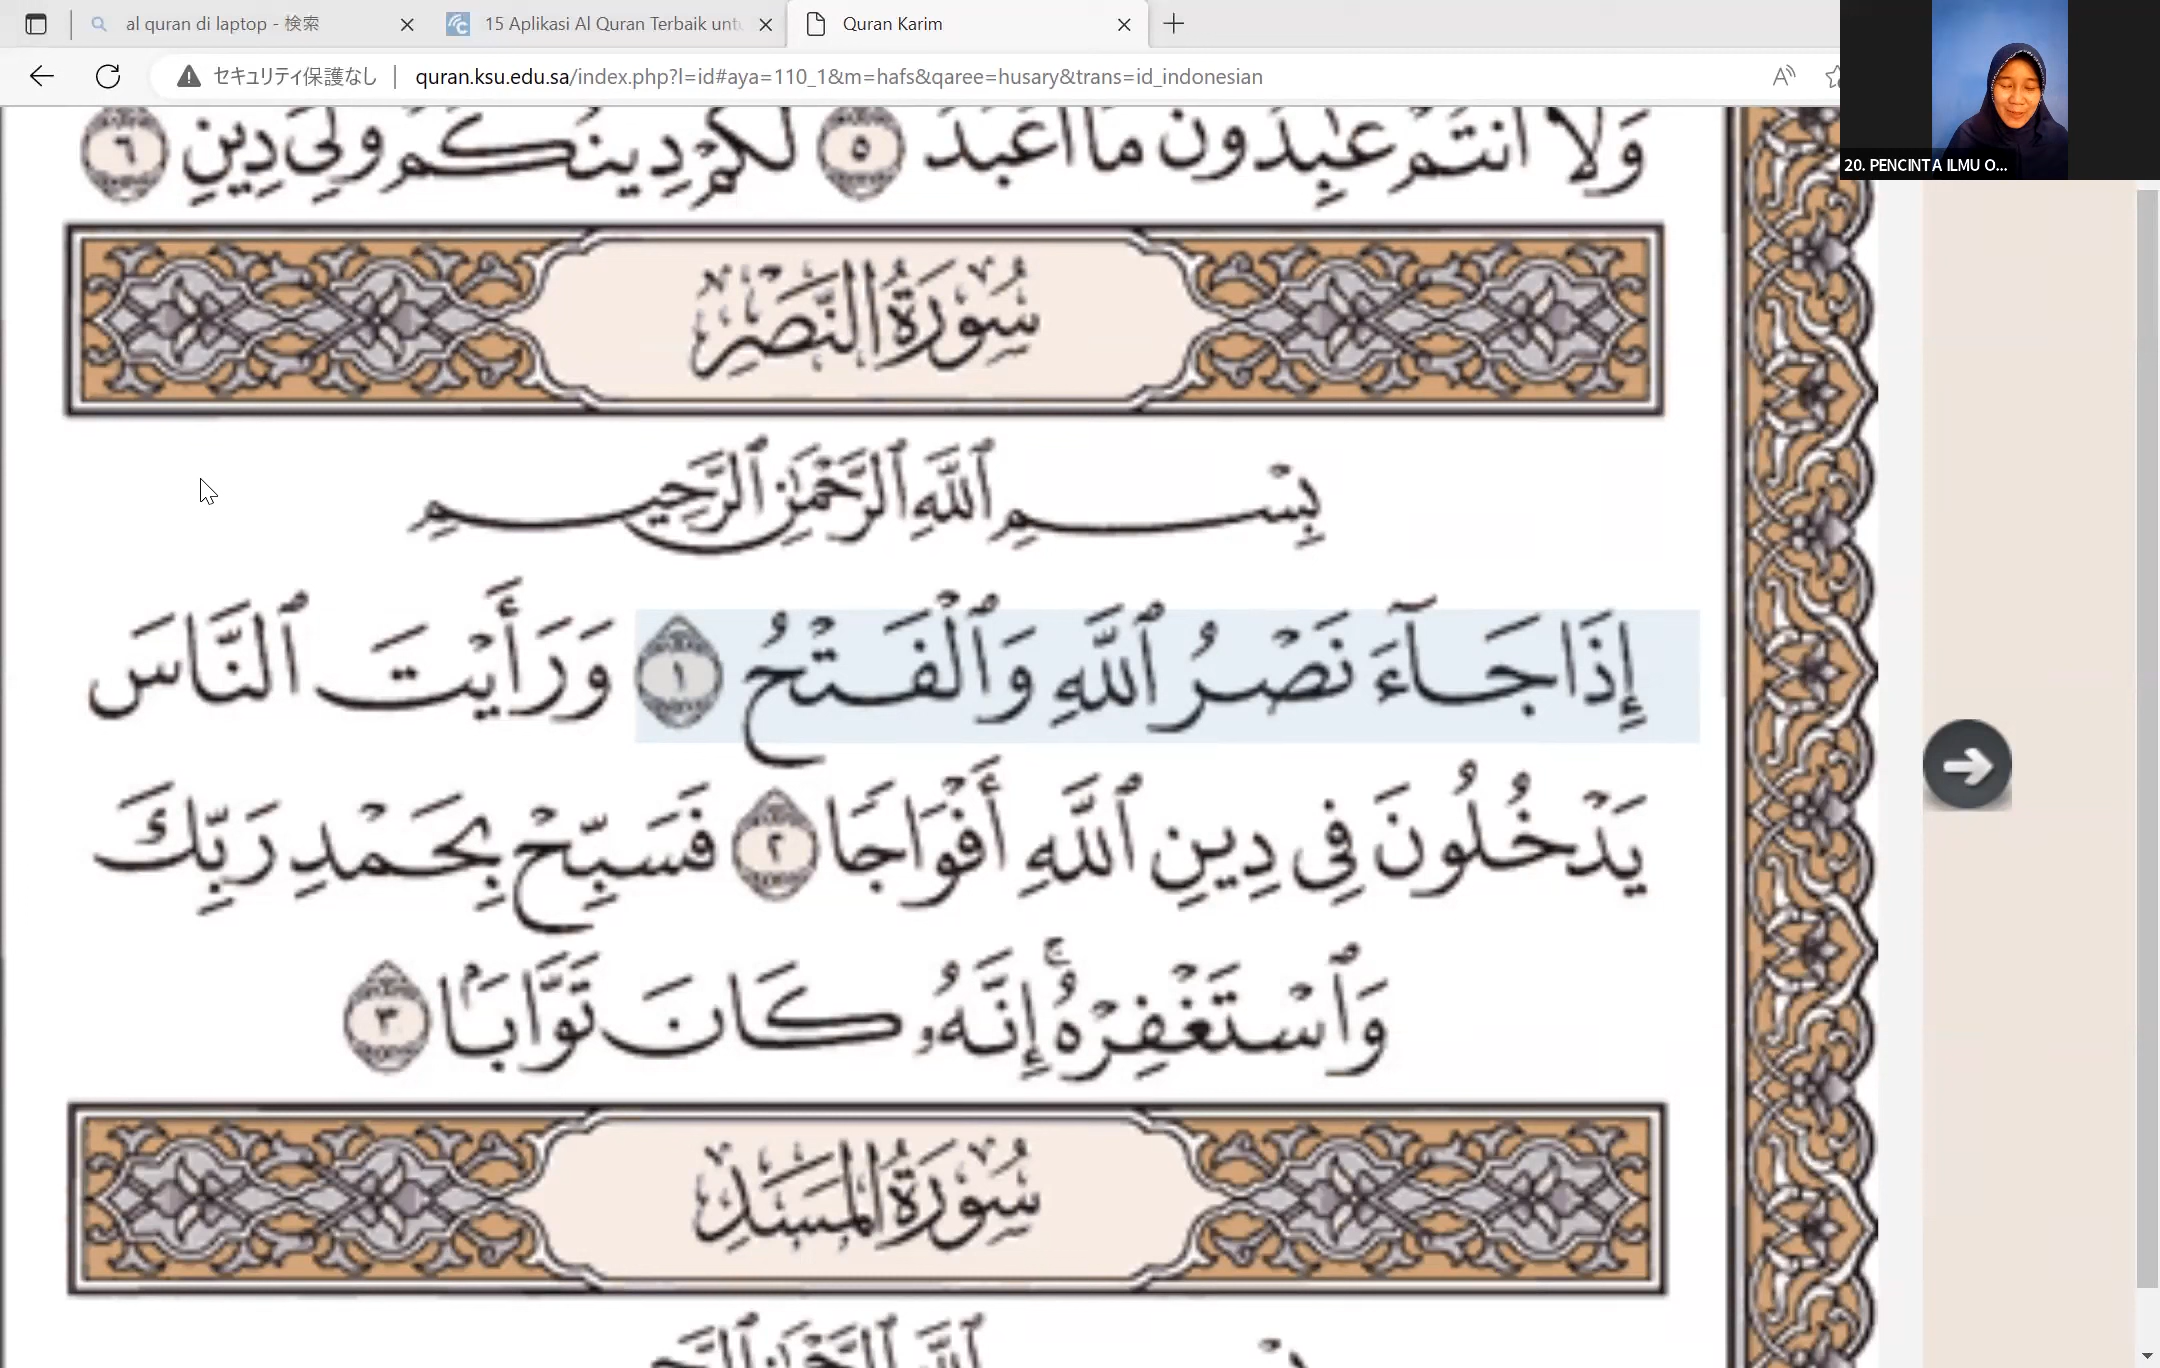 al quran di laptop - 検索
15 Aplikasi Al Quran Terbaik untu
Quran Karim
セキュリティ保護なし
quran.ksu.edu.sa/index.php?l=id#aya=110_1&m=hafs&qaree=husary&trans=id_indonesian
20. PENCINTA ILMU O...
وَلَا أَنتُمْ عَٰبِدُونَ مَا أَعْبُدُ ٥ لَكُمْ دِينُكُمْ وَلِيَ دِينِ ٦
سُورَةُ النَّصْرِ
بِسْمِ ٱللَّهِ ٱلرَّحْمَٰنِ ٱلرَّحِيمِ
إِذَا جَآءَ نَصْرُ ٱللَّهِ وَٱلْفَتْحُ ١ وَرَأَيْتَ ٱلنَّاسَ
يَدْخُلُونَ فِى دِينِ ٱللَّهِ أَفْوَاجًا ٢ فَسَبِّحْ بِحَمْدِ رَبِّكَ
وَٱسْتَغْفِرْهُ ۚ إِنَّهُۥ كَانَ تَوَّابًۢا ٣
سُورَةُ المَسَدِ